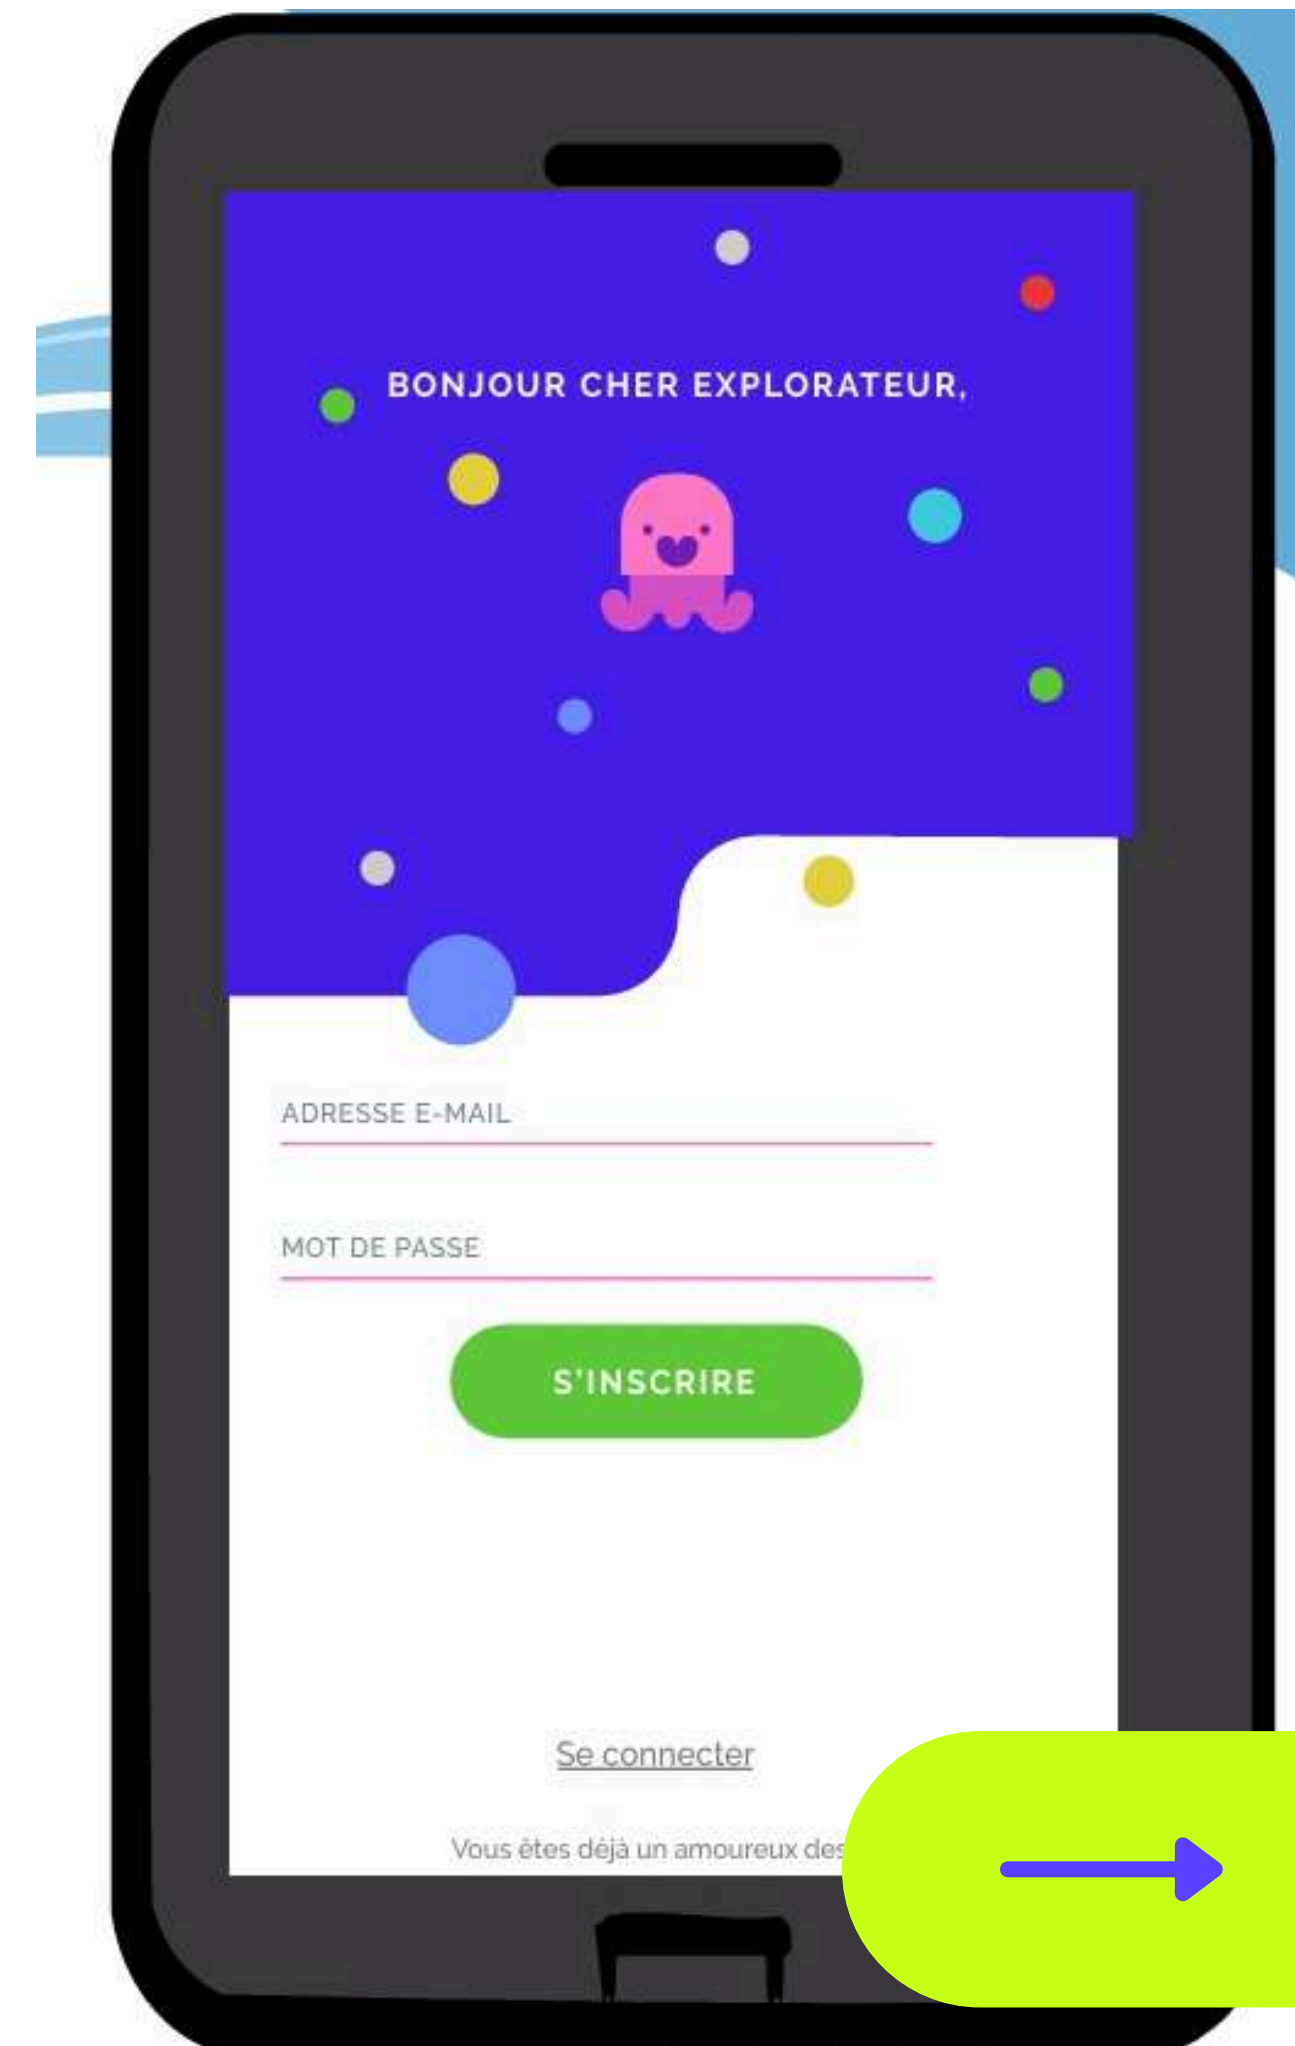 BONJOUR CHER EXPLORATEUR,
ADRESSE E-MAIL
MOT DE PASSE
S'INSCRIRE
Se connecter
Vous êtes déjà un amoureux des